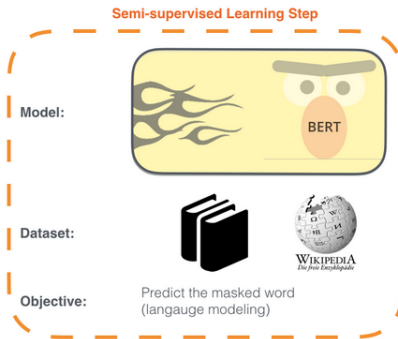 Semi-supervised Learning Step
Model:
BERT
Dataset:
WIKIPEDIA
Die freie Enzyklopädie
Objective:
Predict the masked word
(langauge modeling)